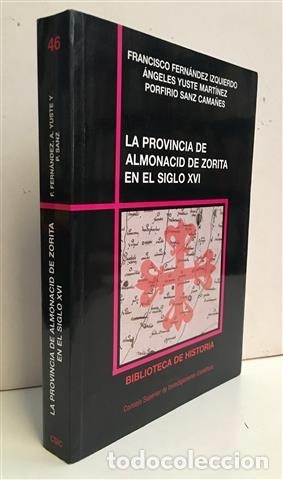 46
F. FERNÁNDEZ, A. YUSTE Y
P. SANZ
LA PROVINCIA DE ALMONACID DE ZORITA
EN EL SIGLO XVI
CSIC
FRANCISCO FERNÁNDEZ IZQUIERDO
ÁNGELES YUSTE MARTÍNEZ
PORFIRIO SANZ CAMAÑES
LA PROVINCIA DE
ALMONACID DE ZORITA
EN EL SIGLO XVI
BIBLIOTECA DE HISTORIA
Consejo Superior de Investigaciones Científicas
todocoleccion.net